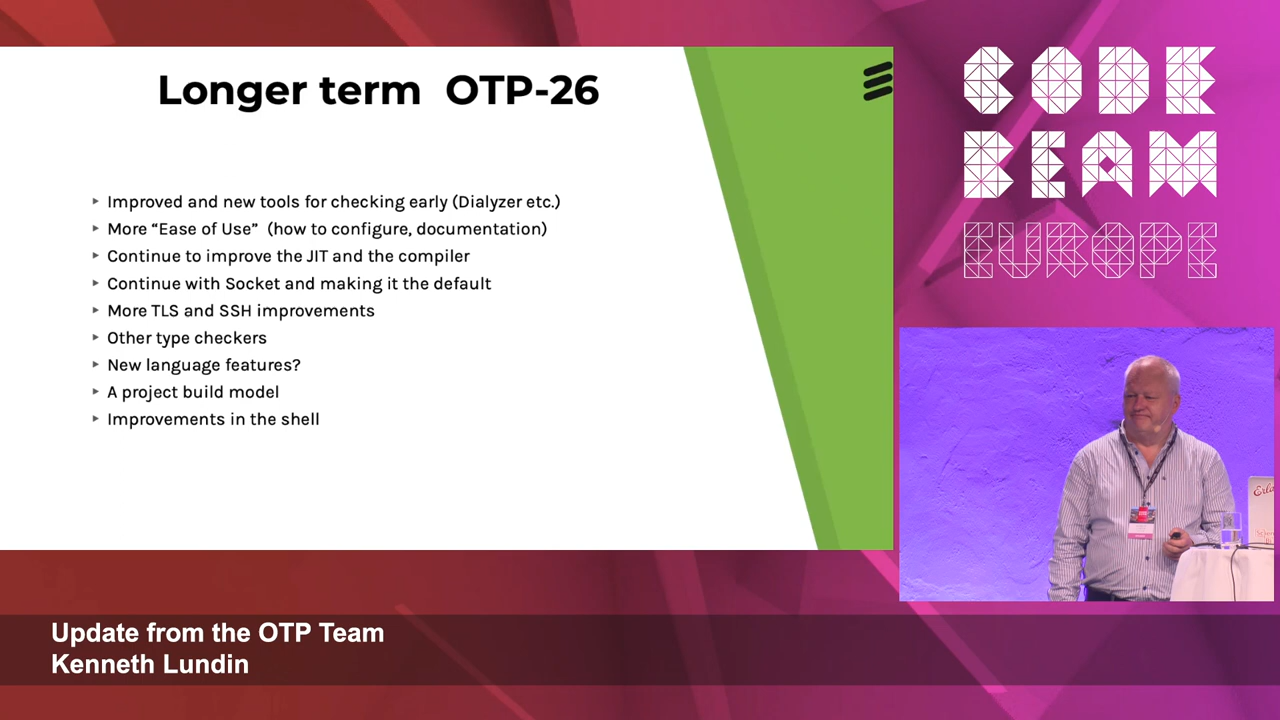 Longer term OTP-26
Improved and new tools for checking early (Dialyzer etc.)
More “Ease of Use” (how to configure, documentation)
Continue to improve the JIT and the compiler
Continue with Socket and making it the default
More TLS and SSH improvements
Other type checkers
New language features?
A project build model
Improvements in the shell
CODE
BEAM
EUROPE
Update from the OTP Team
Kenneth Lundin